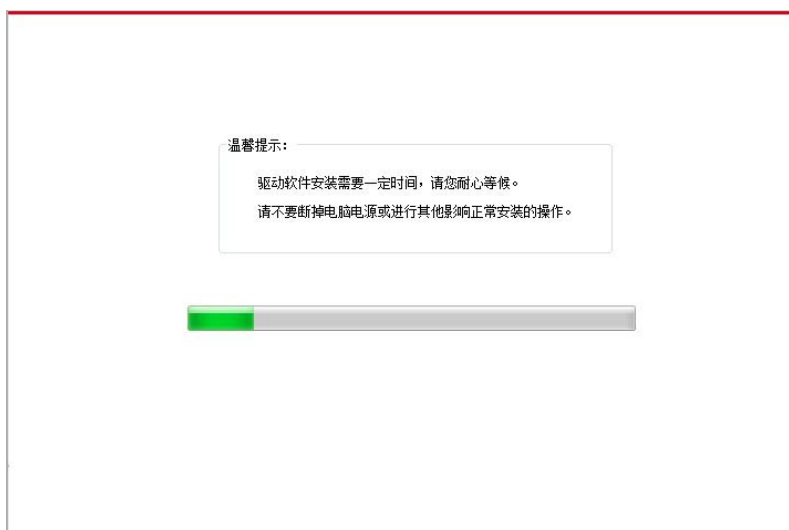 温馨提示：
驱动软件安装需要一定时间，请您耐心等候。
请不要断掉电脑电源或进行其他影响正常安装的操作。